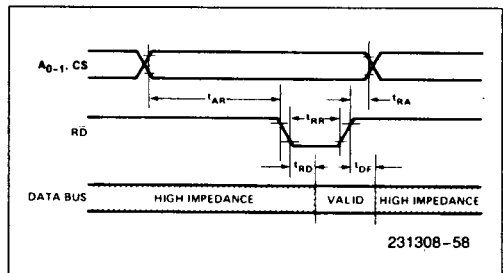 A0-1, CS
tAR
tRA
tRR
RD
tRD
tDF
DATA BUS
HIGH IMPEDANCE
VALID
HIGH IMPEDANCE
231308-58